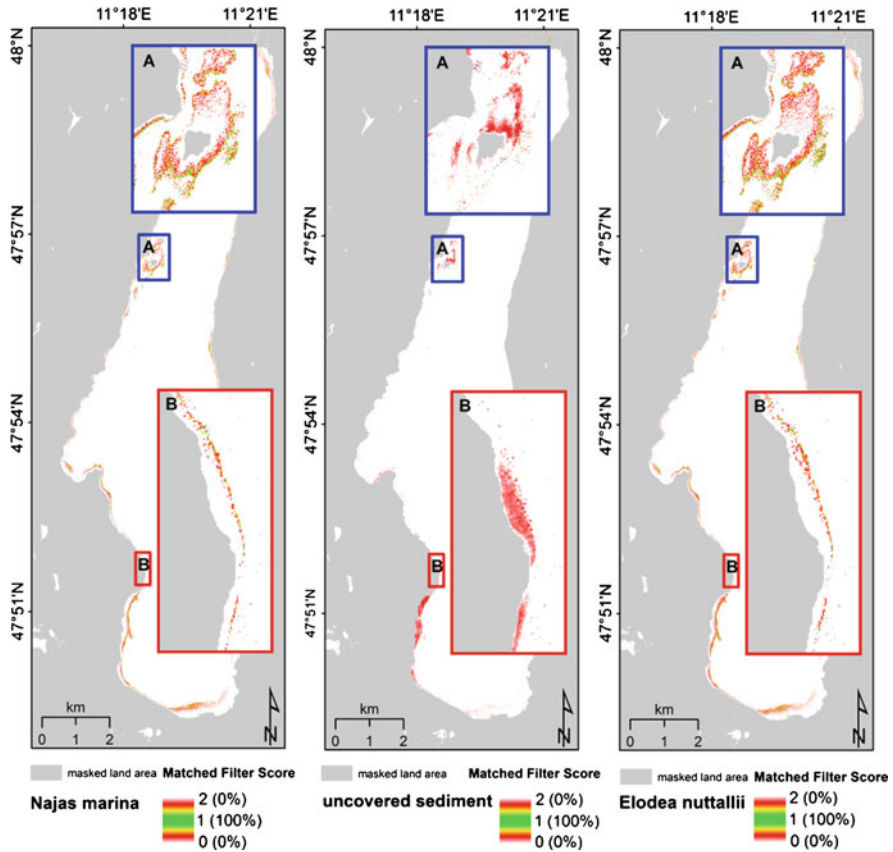 11°18'E 11°21'E 11°18'E 11°21'E 11°18'E 11°21'E
48°N 48°N 48°N
A A A
47°57'N 47°57'N 47°57'N
A A A
47°54'N 47°54'N 47°54'N
B B B
B B B
47°51'N 47°51'N 47°51'N
km km km
0 1 2 0 1 2 0 1 2
N N N
masked land area Matched Filter Score
Najas marina
2 (0%)
1 (100%)
0 (0%)
masked land area Matched Filter Score
uncovered sediment
2 (0%)
1 (100%)
0 (0%)
masked land area Matched Filter Score
Elodea nuttallii
2 (0%)
1 (100%)
0 (0%)